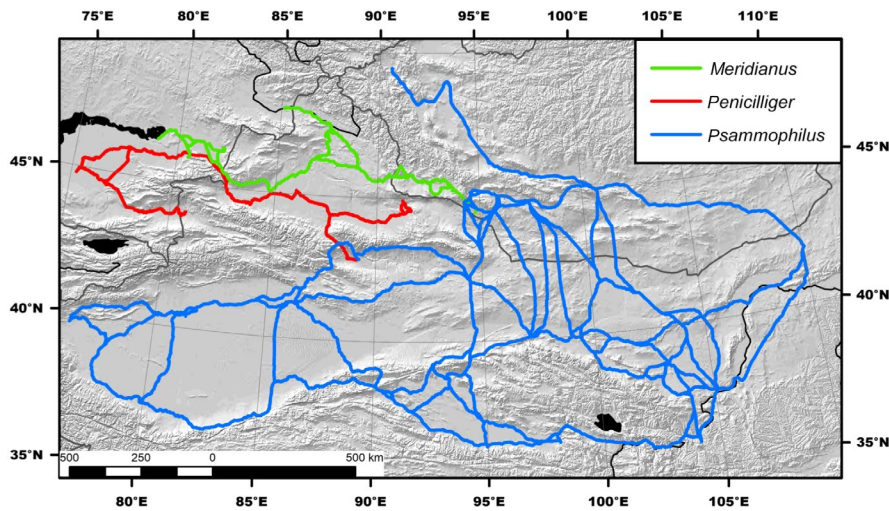 75°E 80°E 85°E 90°E 95°E 100°E 105°E 110°E
Meridianus
Penicilliger
Psammophilus
45°N 45°N
40°N 40°N
35°N 35°N
500 250 0 500 km
80°E 85°E 90°E 95°E 100°E 105°E